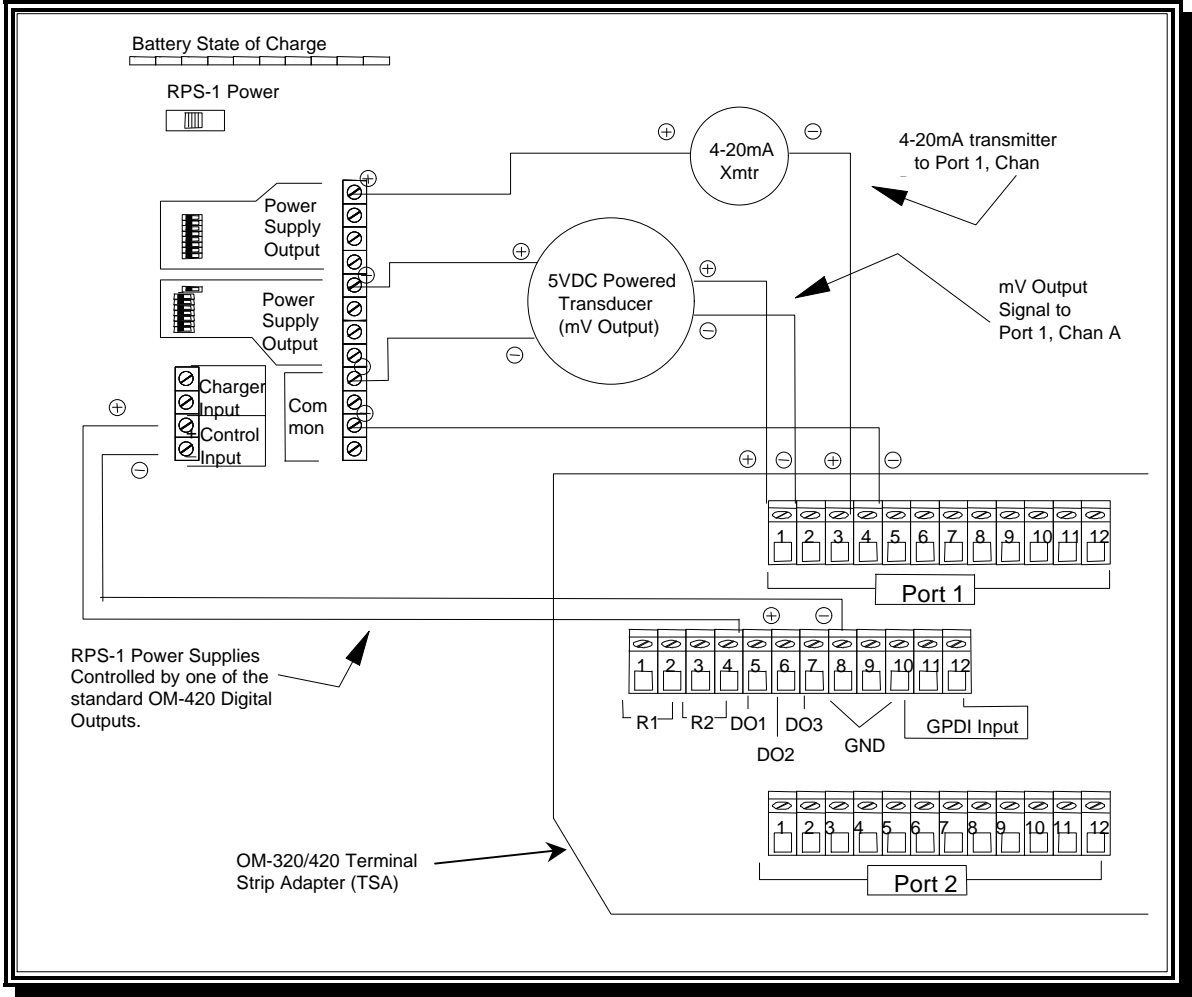 Battery State of Charge
RPS-1 Power
4-20mA
Xmtr
4-20mA transmitter
to Port 1, Chan
Power
Supply
Output
5VDC Powered
Transducer
(mV Output)
mV Output
Signal to
Port 1, Chan A
Power
Supply
Output
Charger
Input
+ Control
- Input
Com
mon
1 2 3 4 5 6 7 8 9 10 11 12
Port 1
1 2 3 4 5 6 7 8 9 10 11 12
R1 R2 DO1 DO3
DO2
GND
GPDI Input
RPS-1 Power Supplies
Controlled by one of the
standard OM-420 Digital
Outputs.
1 2 3 4 5 6 7 8 9 10 11 12
Port 2
OM-320/420 Terminal
Strip Adapter (TSA)